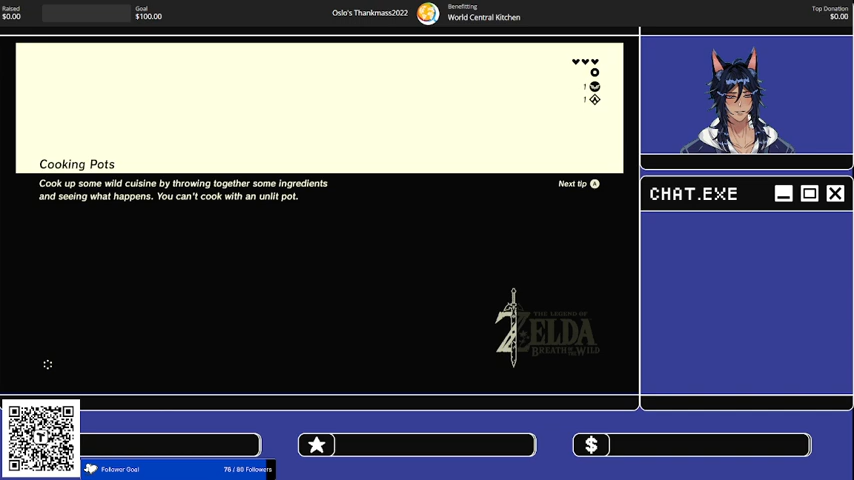 Raised
$0.00
Goal
$100.00
Oslo's Thankmass2022
Benefitting
World Central Kitchen
Top Donation
$0.00
1
1
Cooking Pots
Cook up some wild cuisine by throwing together some ingredients
and seeing what happens. You can't cook with an unlit pot.
Next tip A
CHAT.EXE
THE LEGEND OF
ZELDA
BREATH OF THE WILD
T
$
Follower Goal
76 / 80 Followers